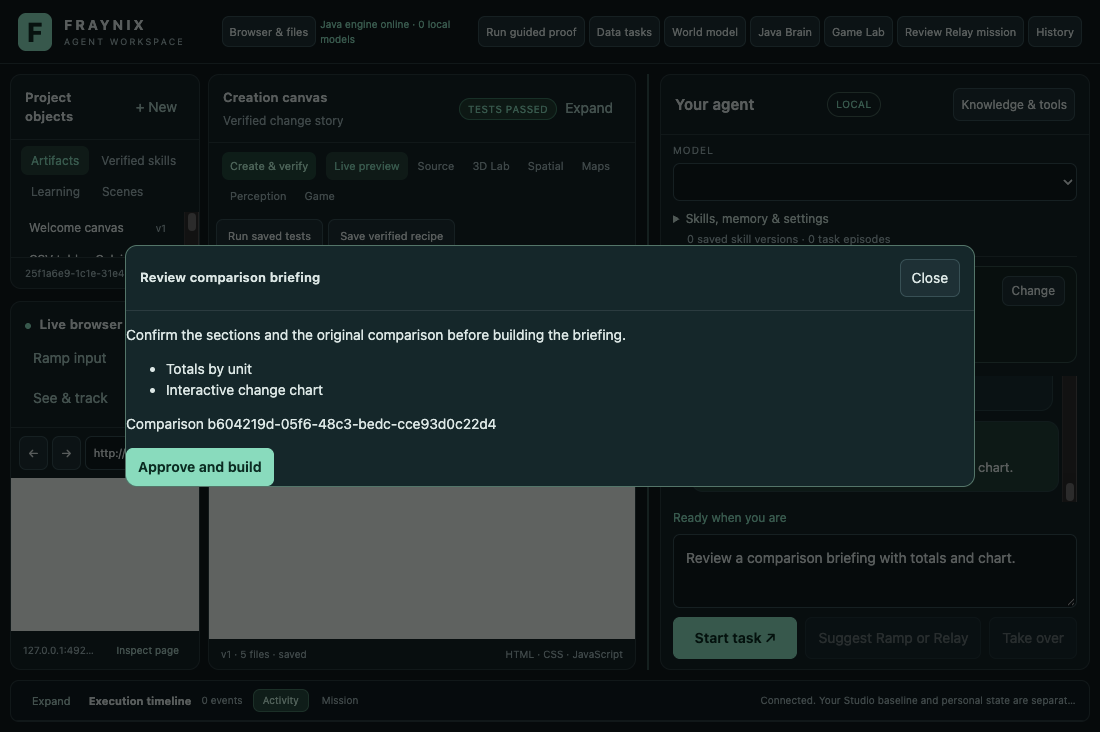 F
FRAYNIX
AGENT WORKSPACE
Browser & files
Java engine online · 0 local
models
Run guided proof
Data tasks
World model
Java Brain
Game Lab
Review Relay mission
History
Project
objects
+ New
Artifacts
Verified skills
Learning
Scenes
Welcome canvas
v1
25f1a6e9-1c1e-31e4
Live browser
Ramp input
See & track
←
→
http://
127.0.0.1:492...
Inspect page
Creation canvas
Verified change story
TESTS PASSED
Expand
Create & verify
Live preview
Source
3D Lab
Spatial
Maps
Perception
Game
Run saved tests
Save verified recipe
v1 · 5 files · saved
HTML · CSS · JavaScript
Your agent
LOCAL
Knowledge & tools
MODEL
Skills, memory & settings
0 saved skill versions · 0 task episodes
Change
chart.
Ready when you are
Review a comparison briefing with totals and chart.
Start task ↗
Suggest Ramp or Relay
Take over
Review comparison briefing
Close
Confirm the sections and the original comparison before building the briefing.
• Totals by unit
• Interactive change chart
Comparison b604219d-05f6-48c3-bedc-cce93d0c22d4
Approve and build
Expand
Execution timeline
0 events
Activity
Mission
Connected. Your Studio baseline and personal state are separat...